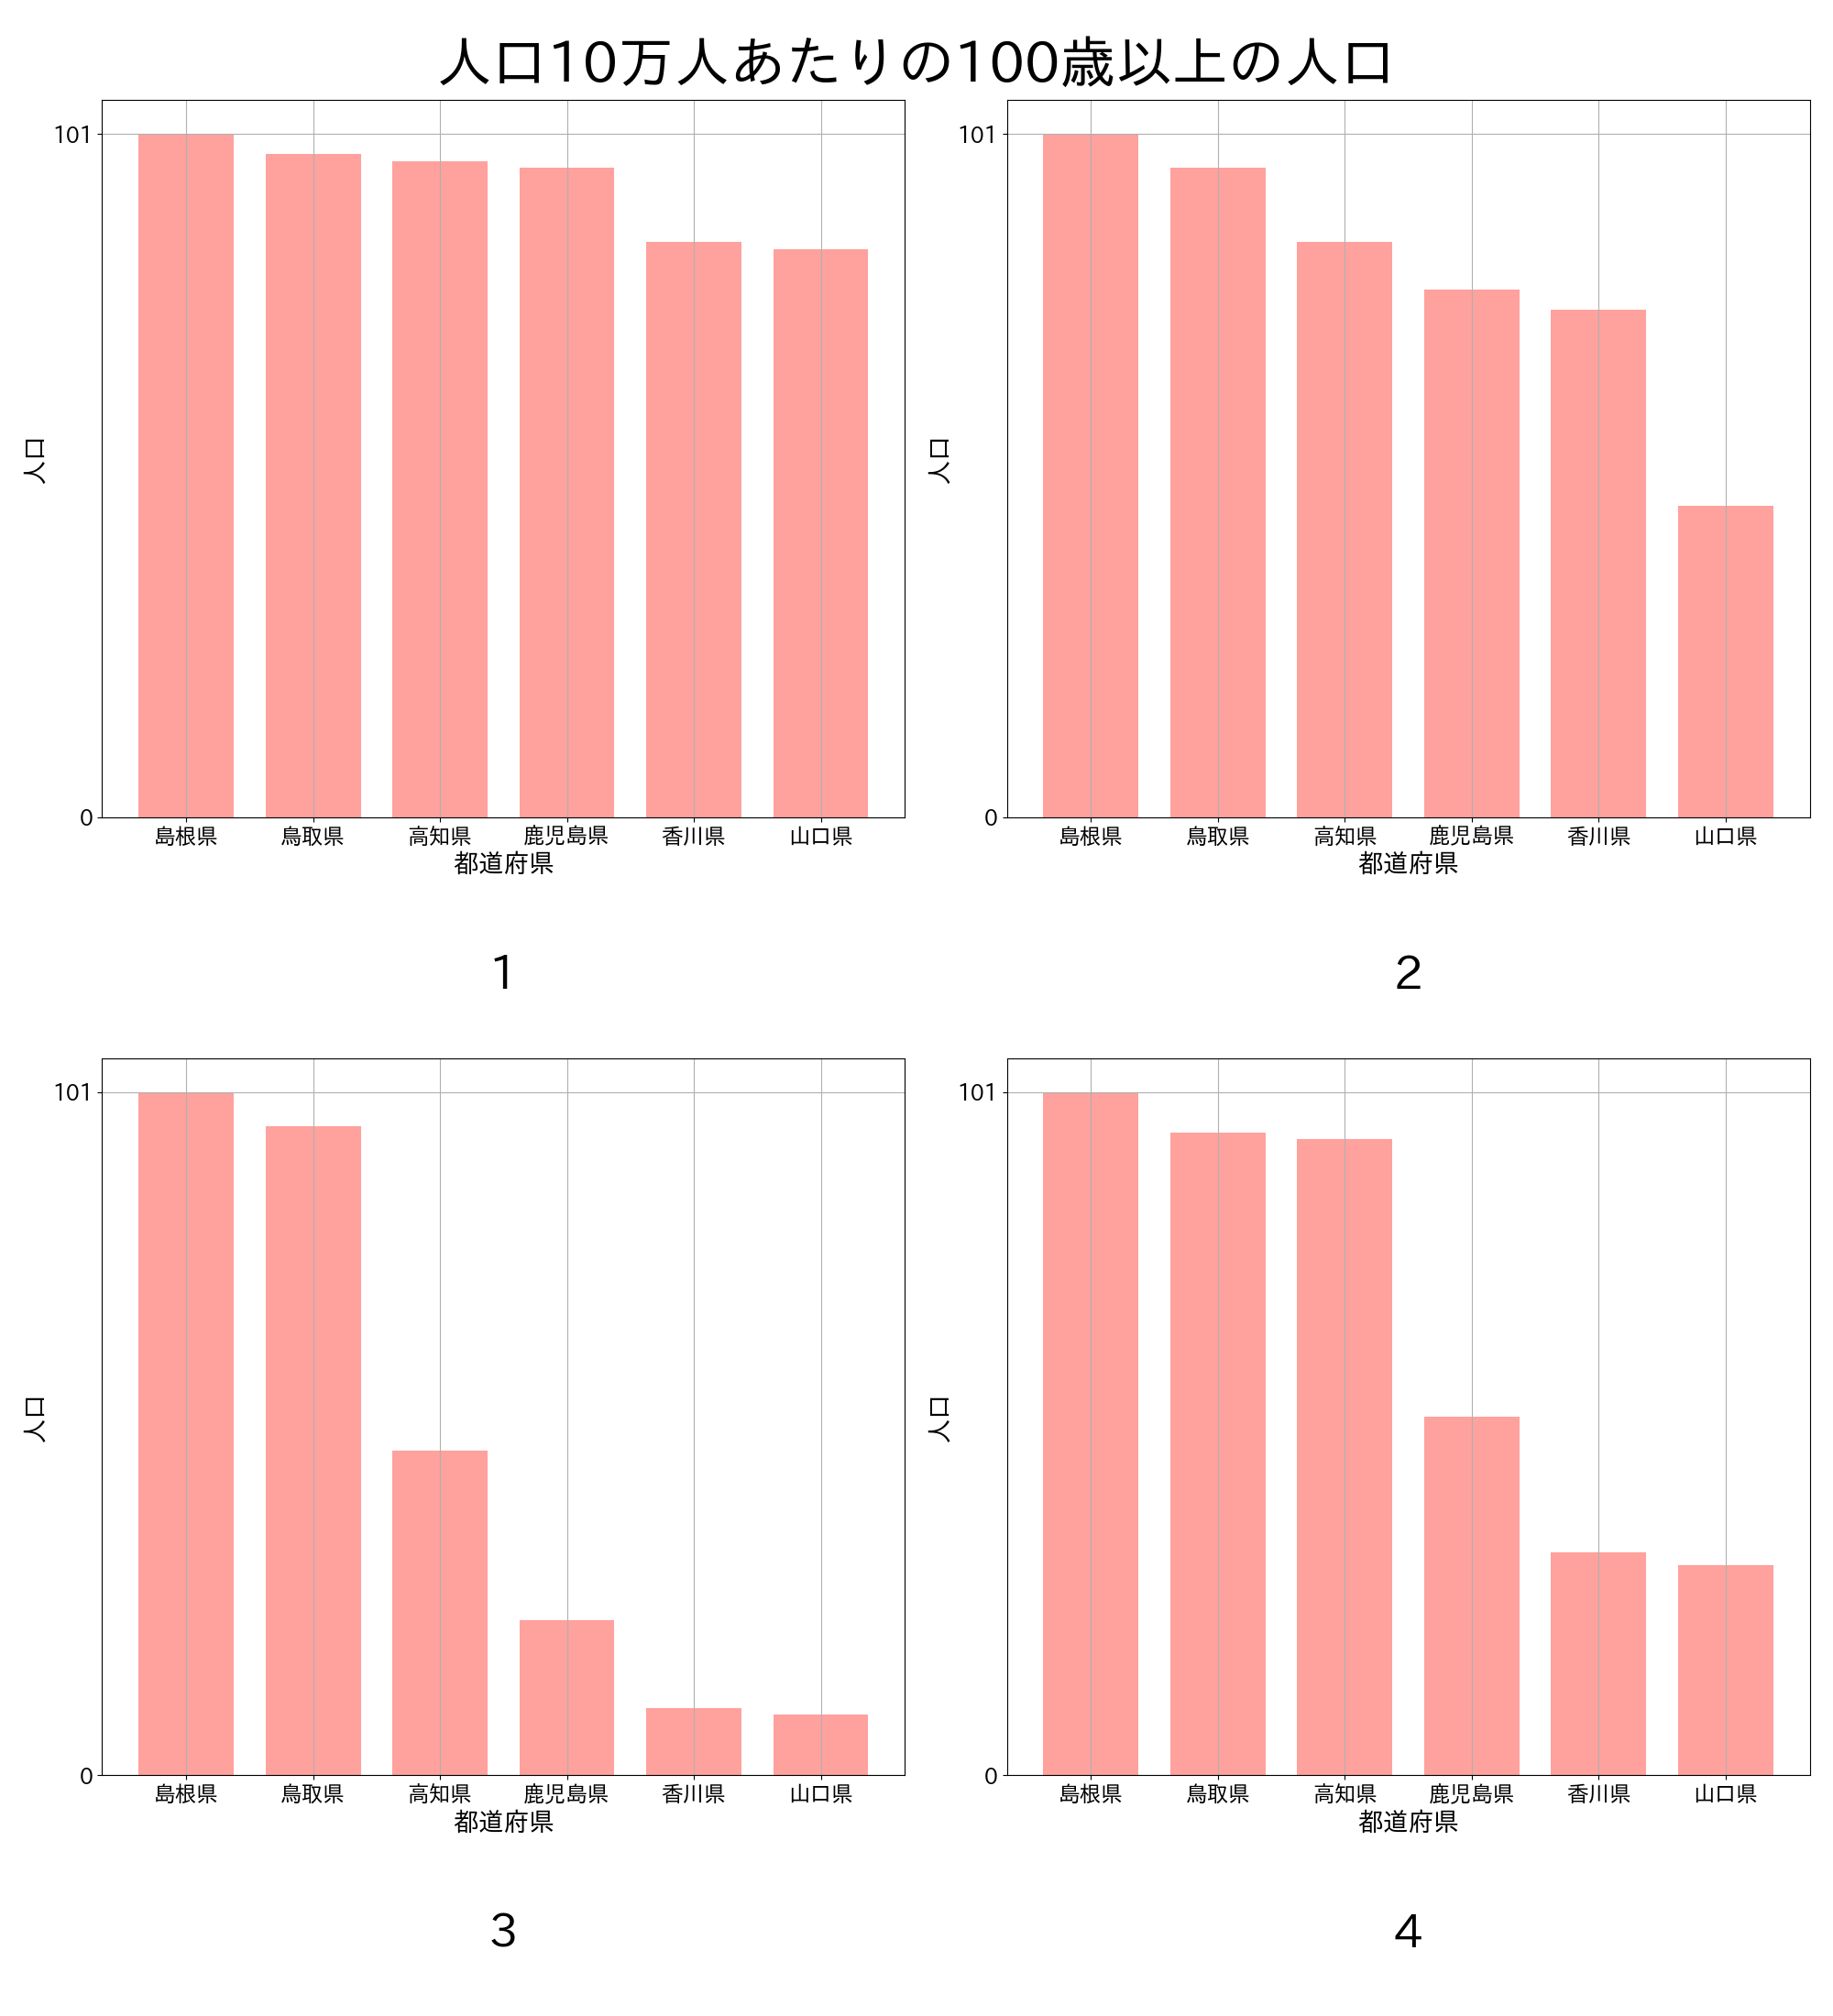 人口10万人あたりの100歳以上の人口
101
0
人口
島根県 鳥取県 高知県 鹿児島県 香川県 山口県
都道府県
1
101
0
人口
島根県 鳥取県 高知県 鹿児島県 香川県 山口県
都道府県
2
101
0
人口
島根県 鳥取県 高知県 鹿児島県 香川県 山口県
都道府県
3
101
0
人口
島根県 鳥取県 高知県 鹿児島県 香川県 山口県
都道府県
4